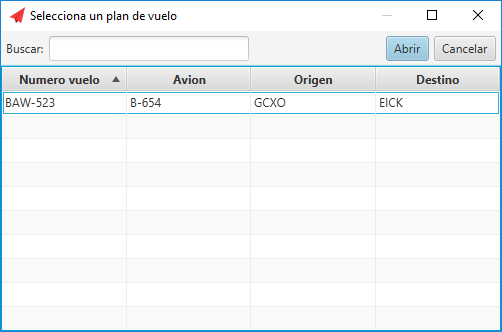 Selecciona un plan de vuelo
Buscar: Abrir Cancelar
Numero vuelo Avion Origen Destino
BAW-523 B-654 GCXO EICK